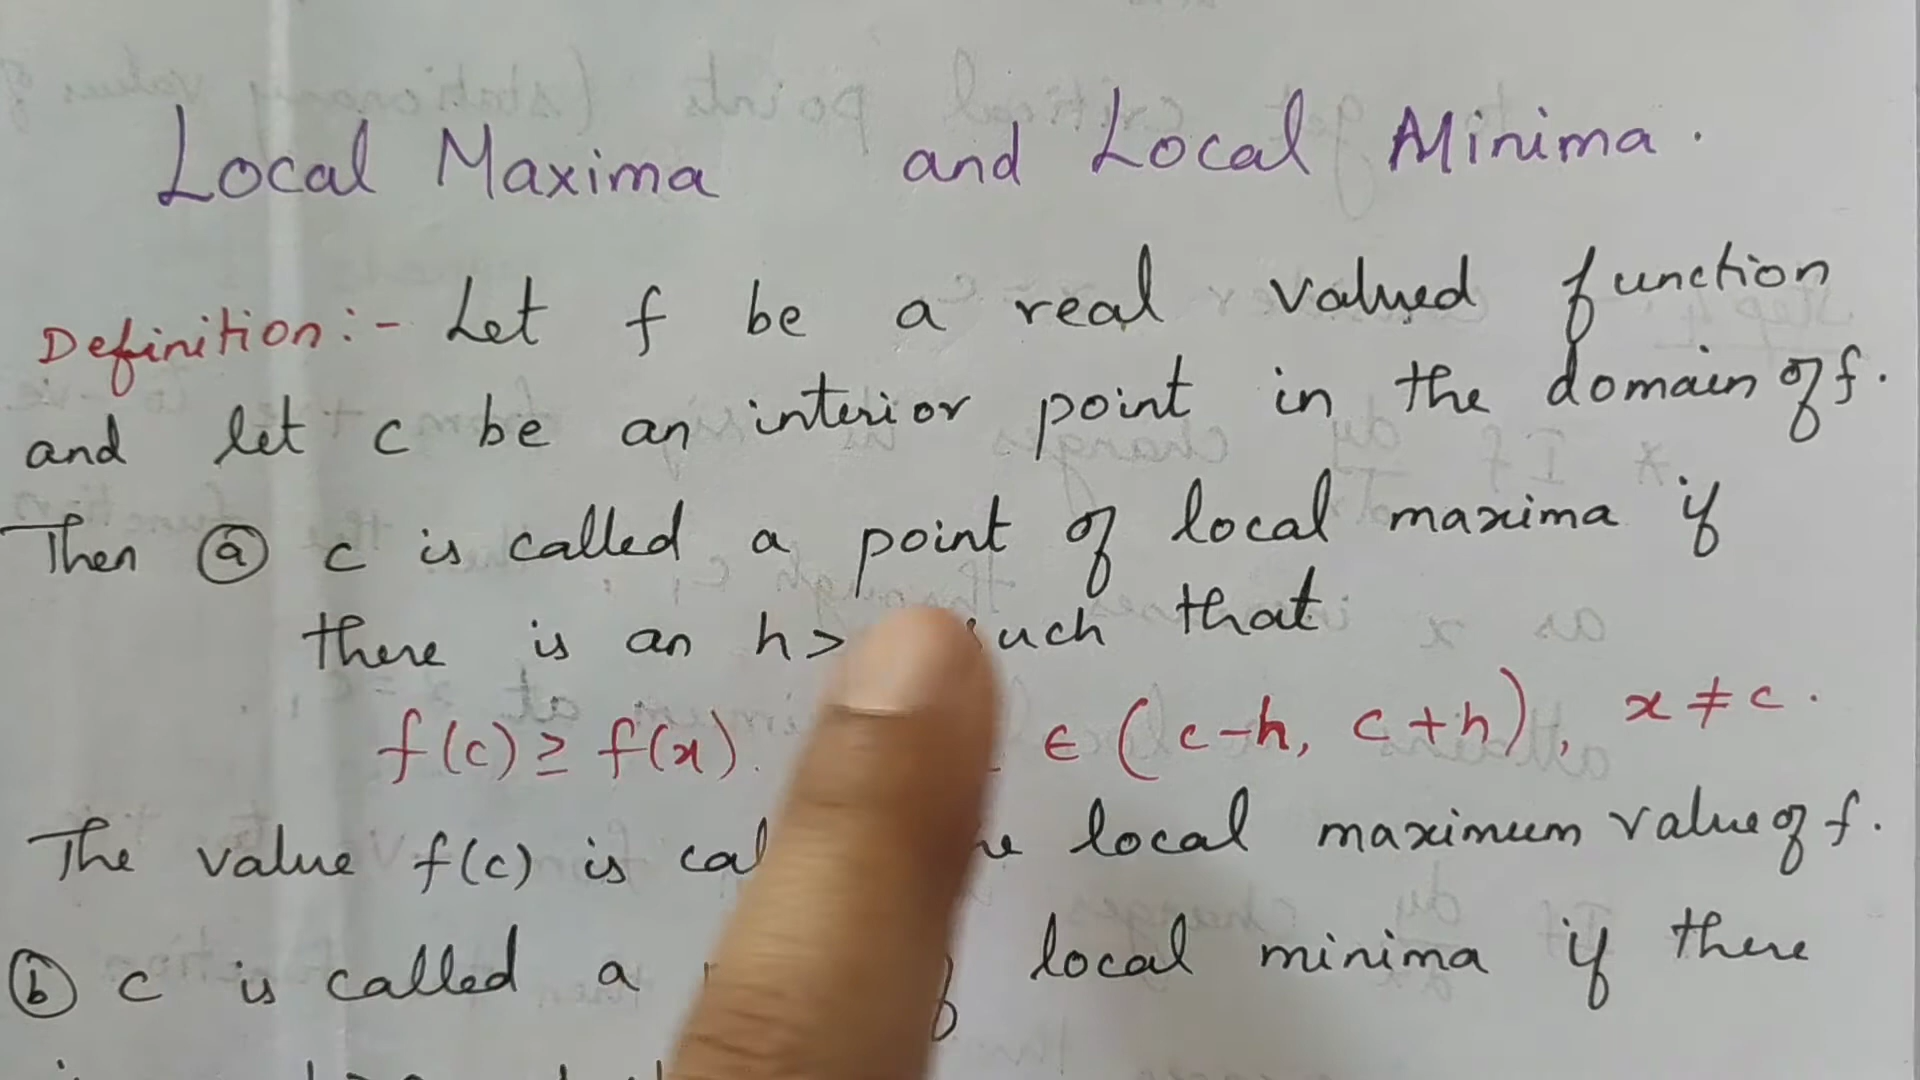 Local Maxima and Local Minima.
Definition:- Let f be a real valued function
and let c be an interior point in the domain of f.
Then ⓐ c is called a point of local maxima if
there is an h> such that
f(c) ≥ f(x). ∈ (c-h, c+h), x≠c.
The value f(c) is local maximum value of f.
ⓑ c is called a local minima if there